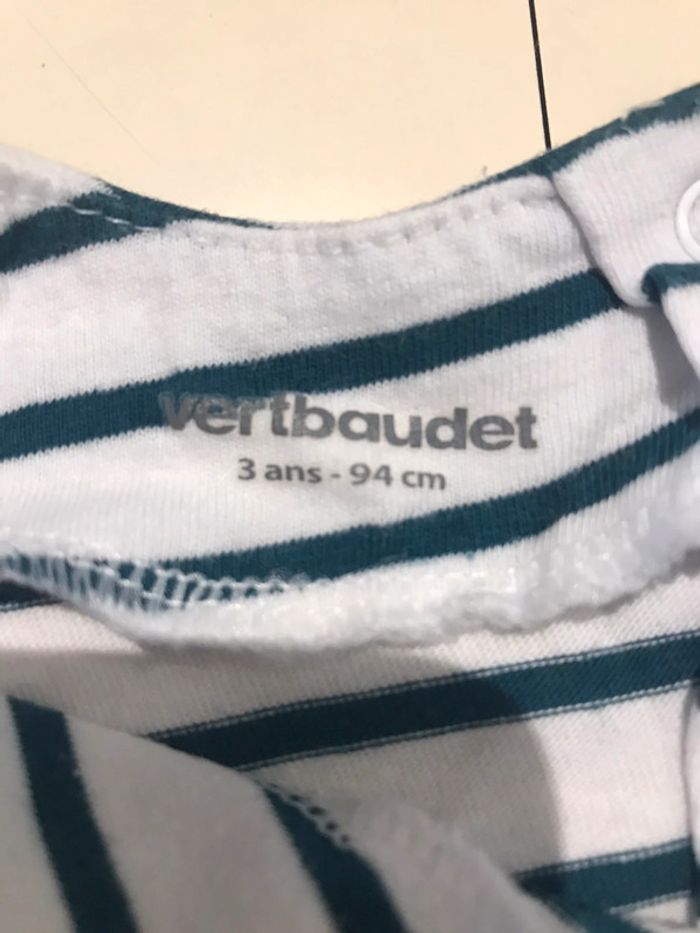 vertbaudet
3 ans - 94 cm